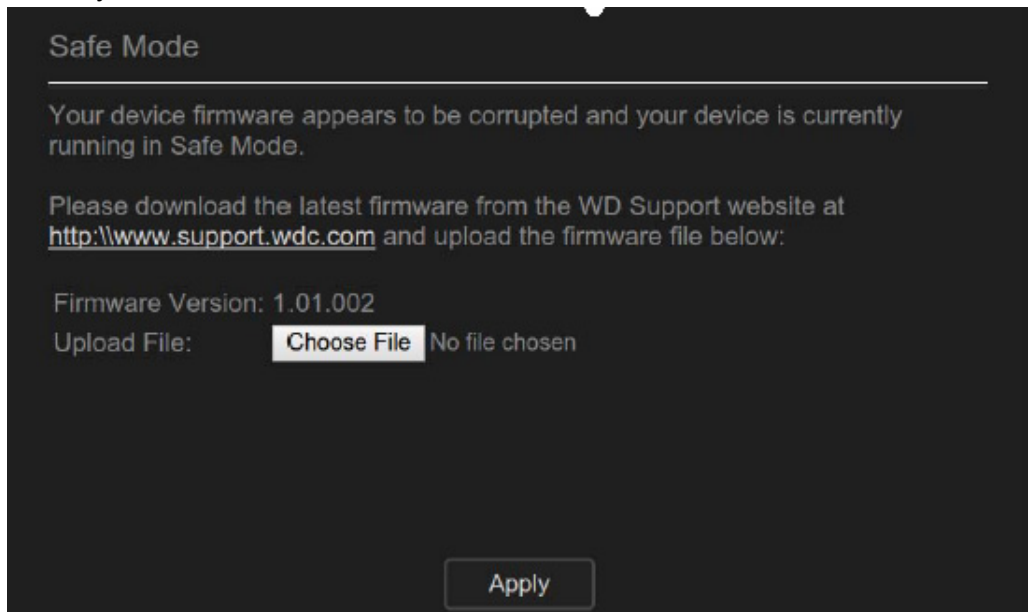 Safe Mode
Your device firmware appears to be corrupted and your device is currently
running in Safe Mode.
Please download the latest firmware from the WD Support website at
http:\\www.support.wdc.com and upload the firmware file below:
Firmware Version: 1.01.002
Upload File: Choose File No file chosen
Apply